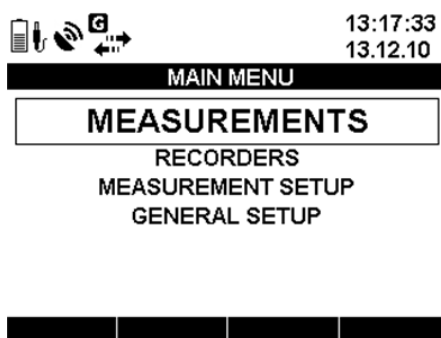 G
13:17:33
13.12.10
MAIN MENU
MEASUREMENTS
RECORDERS
MEASUREMENT SETUP
GENERAL SETUP